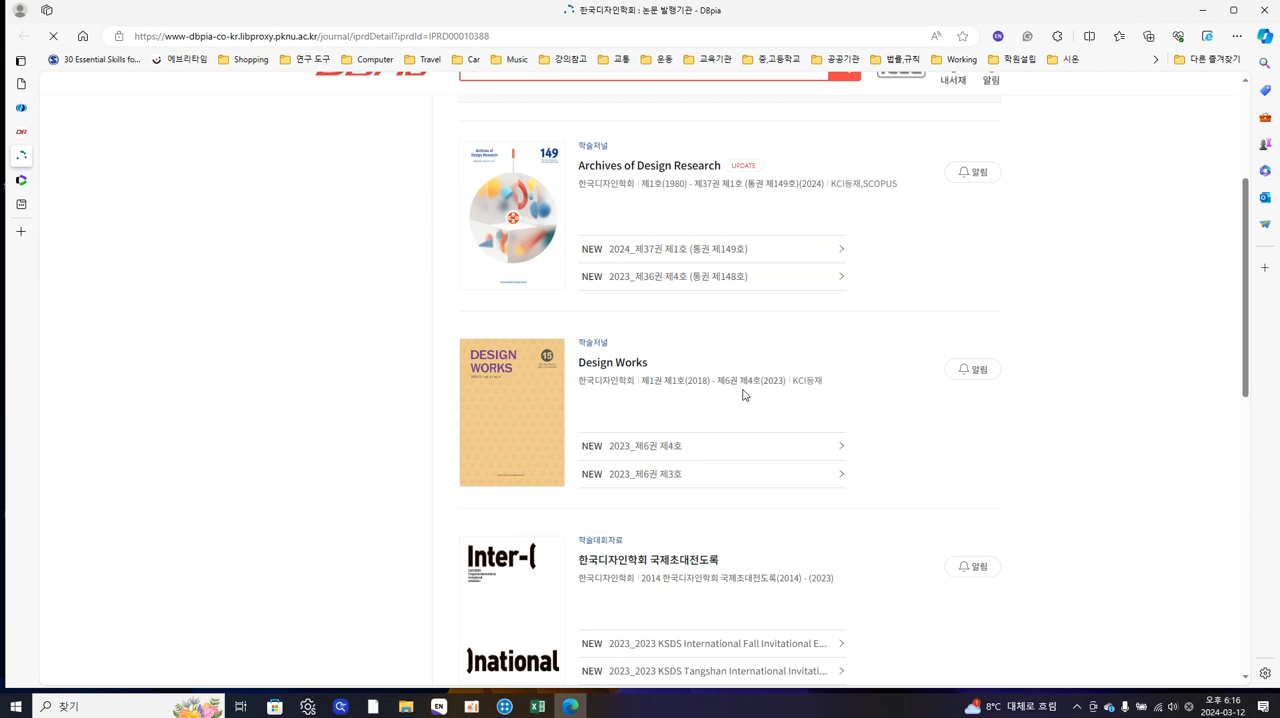 한국디자인학회 : 논문 발행기관 - DBpia
https://www-dbpia-co-kr.libproxy.pknu.ac.kr/journal/iprdDetail?iprdId=IPRD00010388
30 Essential Skills fo... 에브리타임 Shopping 강의참고 연구 도구 Computer Travel Car Music 교통 운동 교육기관 중,고등학교 공공기관 법률,규칙 Working 학원설립 시온 다른 즐겨찾기
내서재 알림
학술저널
Archives of Design Research UPDATE
한국디자인학회 제1호(1980) - 제37권 제1호 (통권 제149호)(2024) KCI등재,SCOPUS
알림
NEW 2024_제37권 제1호 (통권 제149호)
NEW 2023_제36권 제4호 (통권 제148호)
149
DESIGN
WORKS
15
학술저널
Design Works
한국디자인학회 제1권 제1호(2018) - 제6권 제4호(2023) KCI등재
알림
NEW 2023_제6권 제4호
NEW 2023_제6권 제3호
Inter-(
)national
학술대회자료
한국디자인학회 국제초대전도록
한국디자인학회 2014 한국디자인학회 국제초대전도록(2014) - (2023)
알림
NEW 2023_2023 KSDS International Fall Invitational E...
NEW 2023_2023 KSDS Tangshan International Invitati...
찾기
8°C 대체로 흐림
오후 6:16
2024-03-12